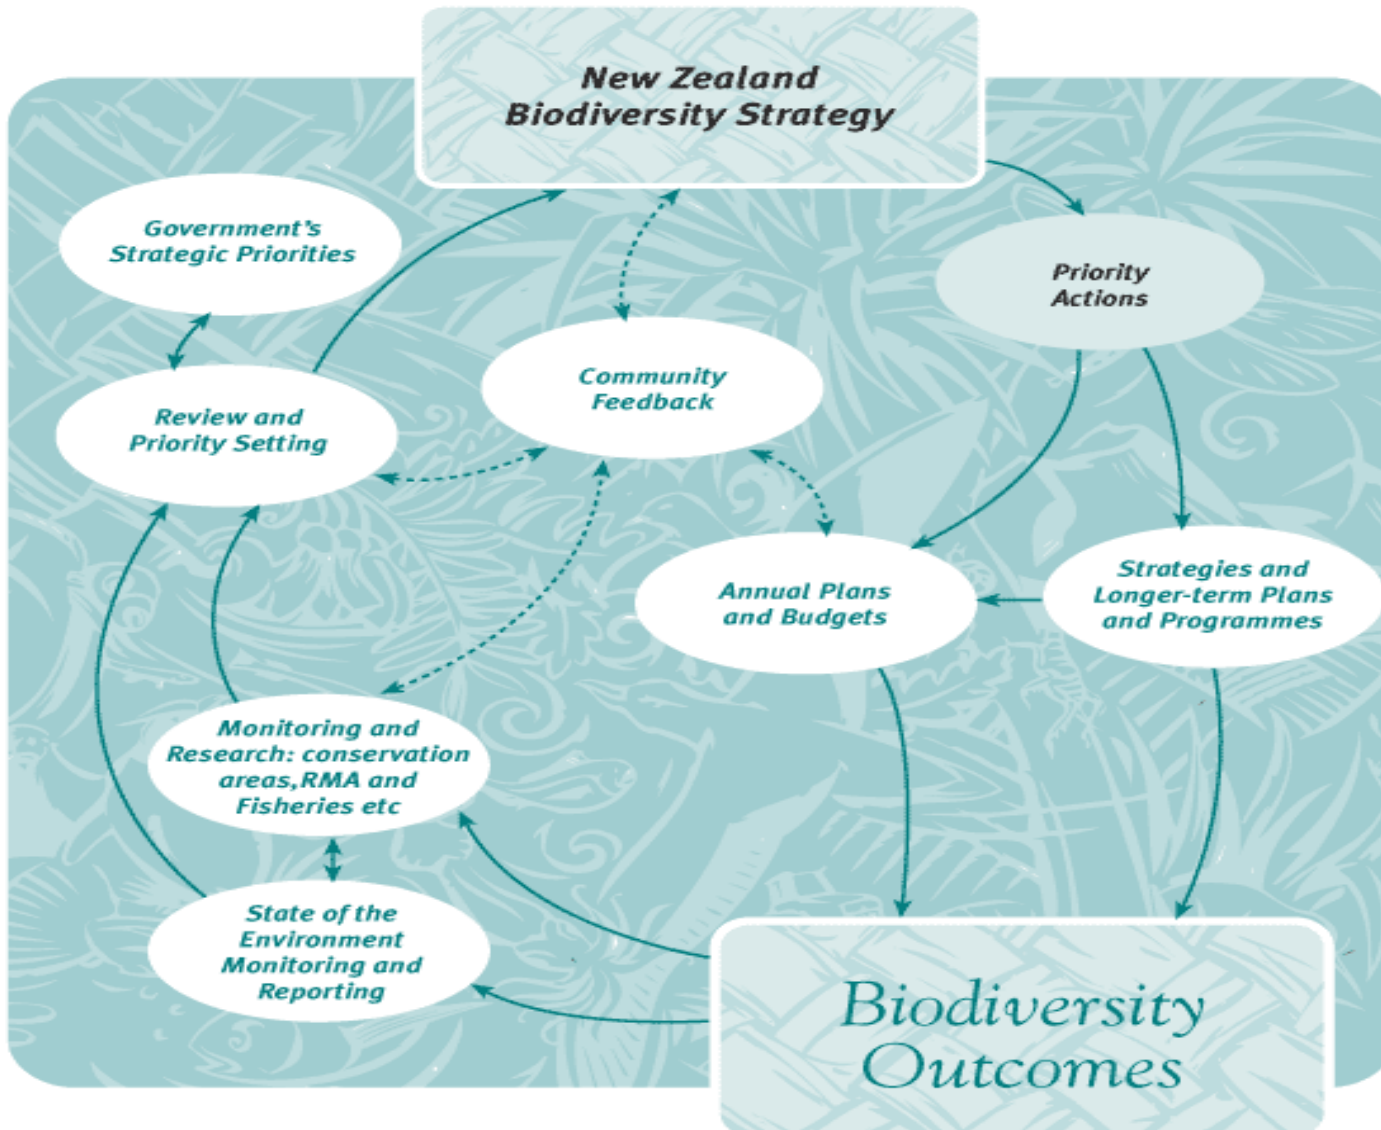 New Zealand
Biodiversity Strategy
Government's
Strategic Priorities
Priority
Actions
Community
Feedback
Review and
Priority Setting
Annual Plans
and Budgets
Strategies and
Longer-term Plans
and Programmes
Monitoring and
Research: conservation
areas,RMA and
Fisheries etc
State of the
Environment
Monitoring and
Reporting
Biodiversity
Outcomes